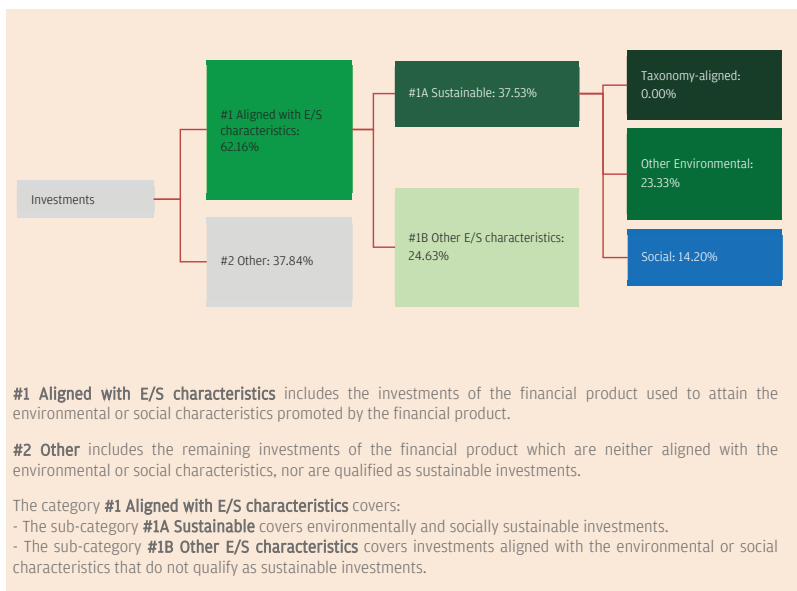 Investments
#1 Aligned with E/S
characteristics:
62.16%
#2 Other: 37.84%
#1A Sustainable: 37.53%
#1B Other E/S characteristics:
24.63%
Taxonomy-aligned:
0.00%
Other Environmental:
23.33%
Social: 14.20%
#1 Aligned with E/S characteristics includes the investments of the financial product used to attain the
environmental or social characteristics promoted by the financial product.
#2 Other includes the remaining investments of the financial product which are neither aligned with the
environmental or social characteristics, nor are qualified as sustainable investments.
The category #1 Aligned with E/S characteristics covers:
- The sub-category #1A Sustainable covers environmentally and socially sustainable investments.
- The sub-category #1B Other E/S characteristics covers investments aligned with the environmental or social
characteristics that do not qualify as sustainable investments.